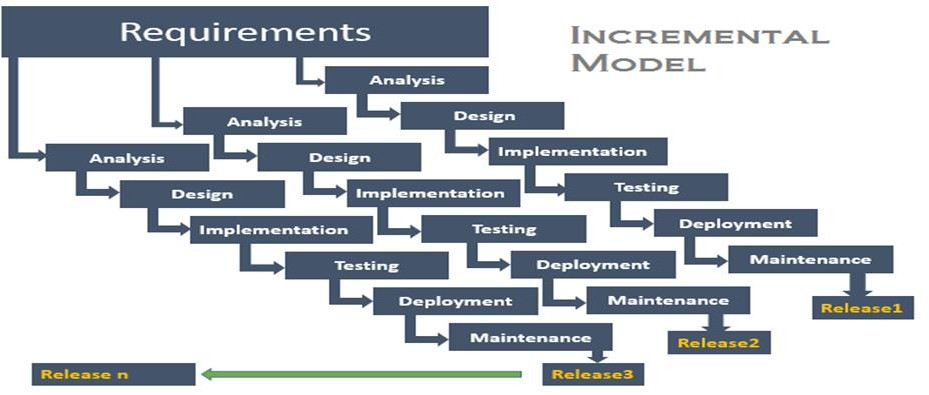 Requirements
INCREMENTAL
MODEL
Analysis
Design
Implementation
Testing
Deployment
Maintenance
Release1
Analysis
Design
Implementation
Testing
Deployment
Maintenance
Release2
Analysis
Design
Implementation
Testing
Deployment
Maintenance
Release3
Release n